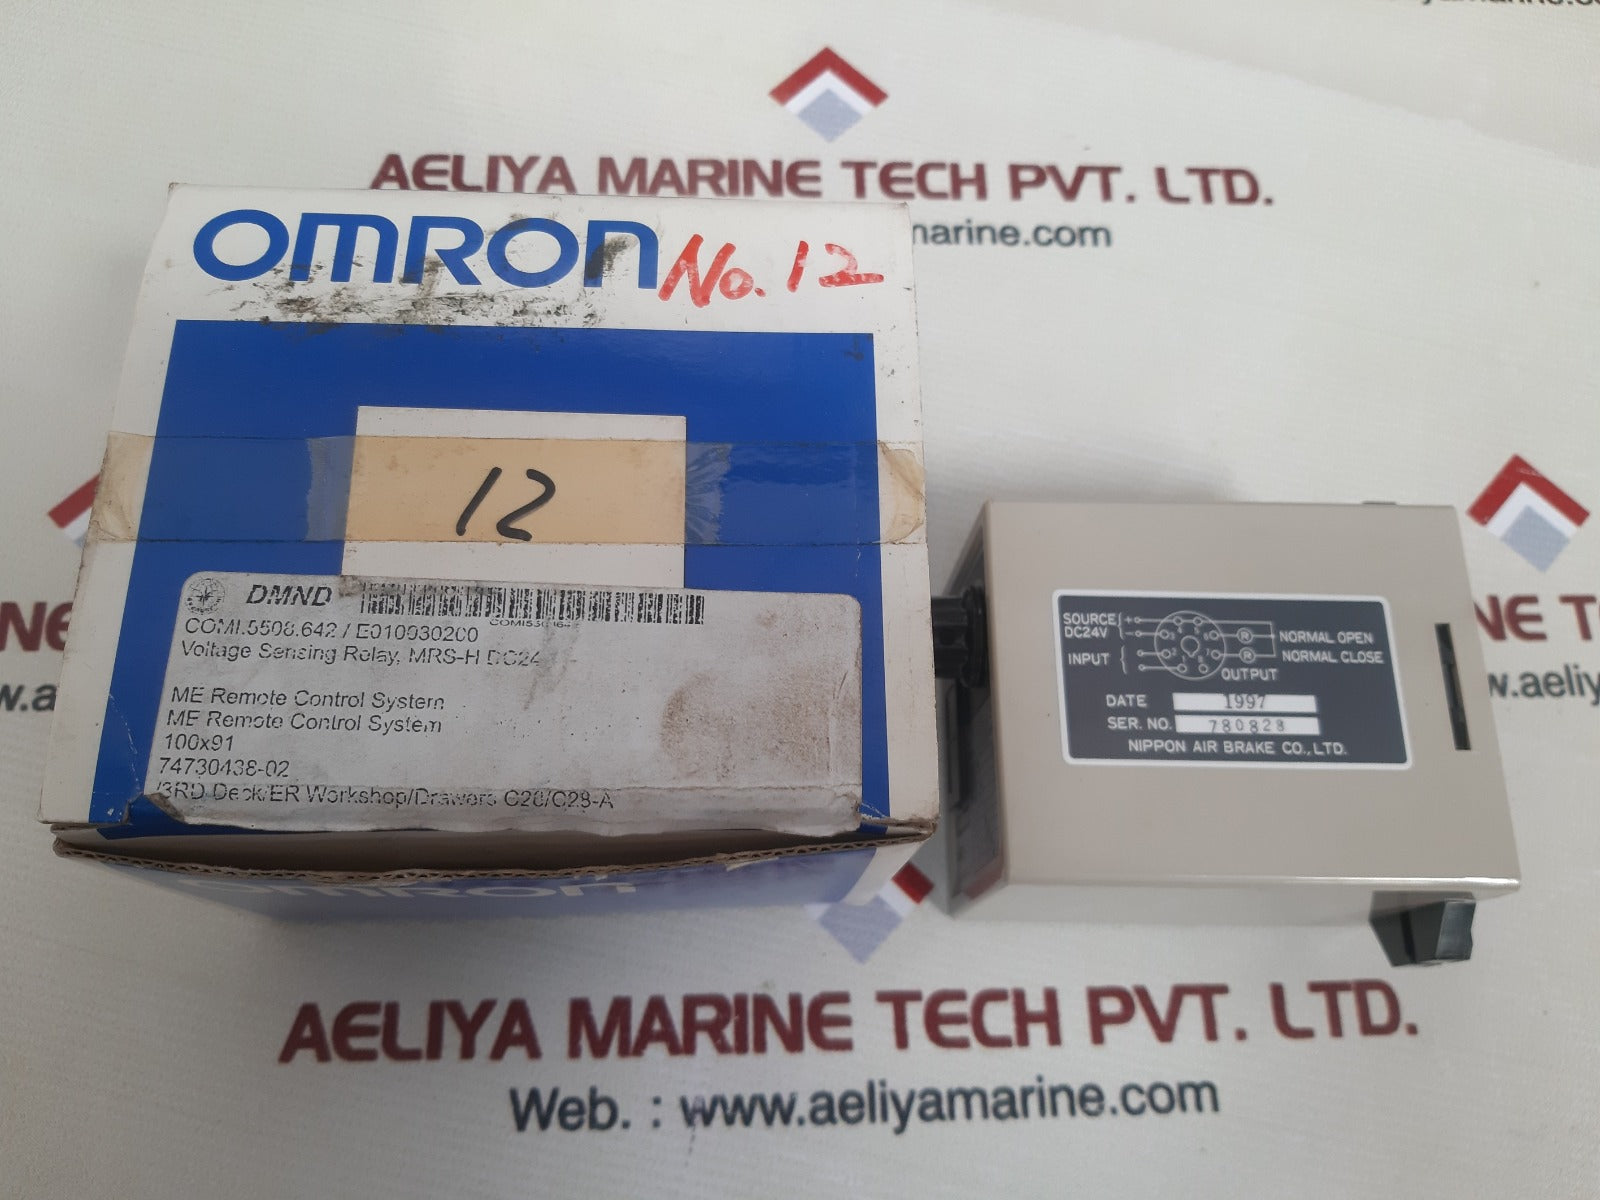 AELIYA MARINE TECH PVT. LTD.
marine.com
OMRON
No. 12
12
DMND
COMI.5508.642 / E010030200
Voltage Sensing Relay, MRS-H DC24
ME Remote Control System
ME Remote Control System
100x91
74730438-02
/3RD Deck/ER Workshop/Drawers C28/C28-A
OMRON
SOURCE DC24V + -
INPUT
NORMAL OPEN
NORMAL CLOSE
OUTPUT
DATE 1997
SER. NO. 780828
NIPPON AIR BRAKE CO., LTD.
AELIYA MARINE TECH PVT. LTD.
Web. : www.aeliyamarine.com